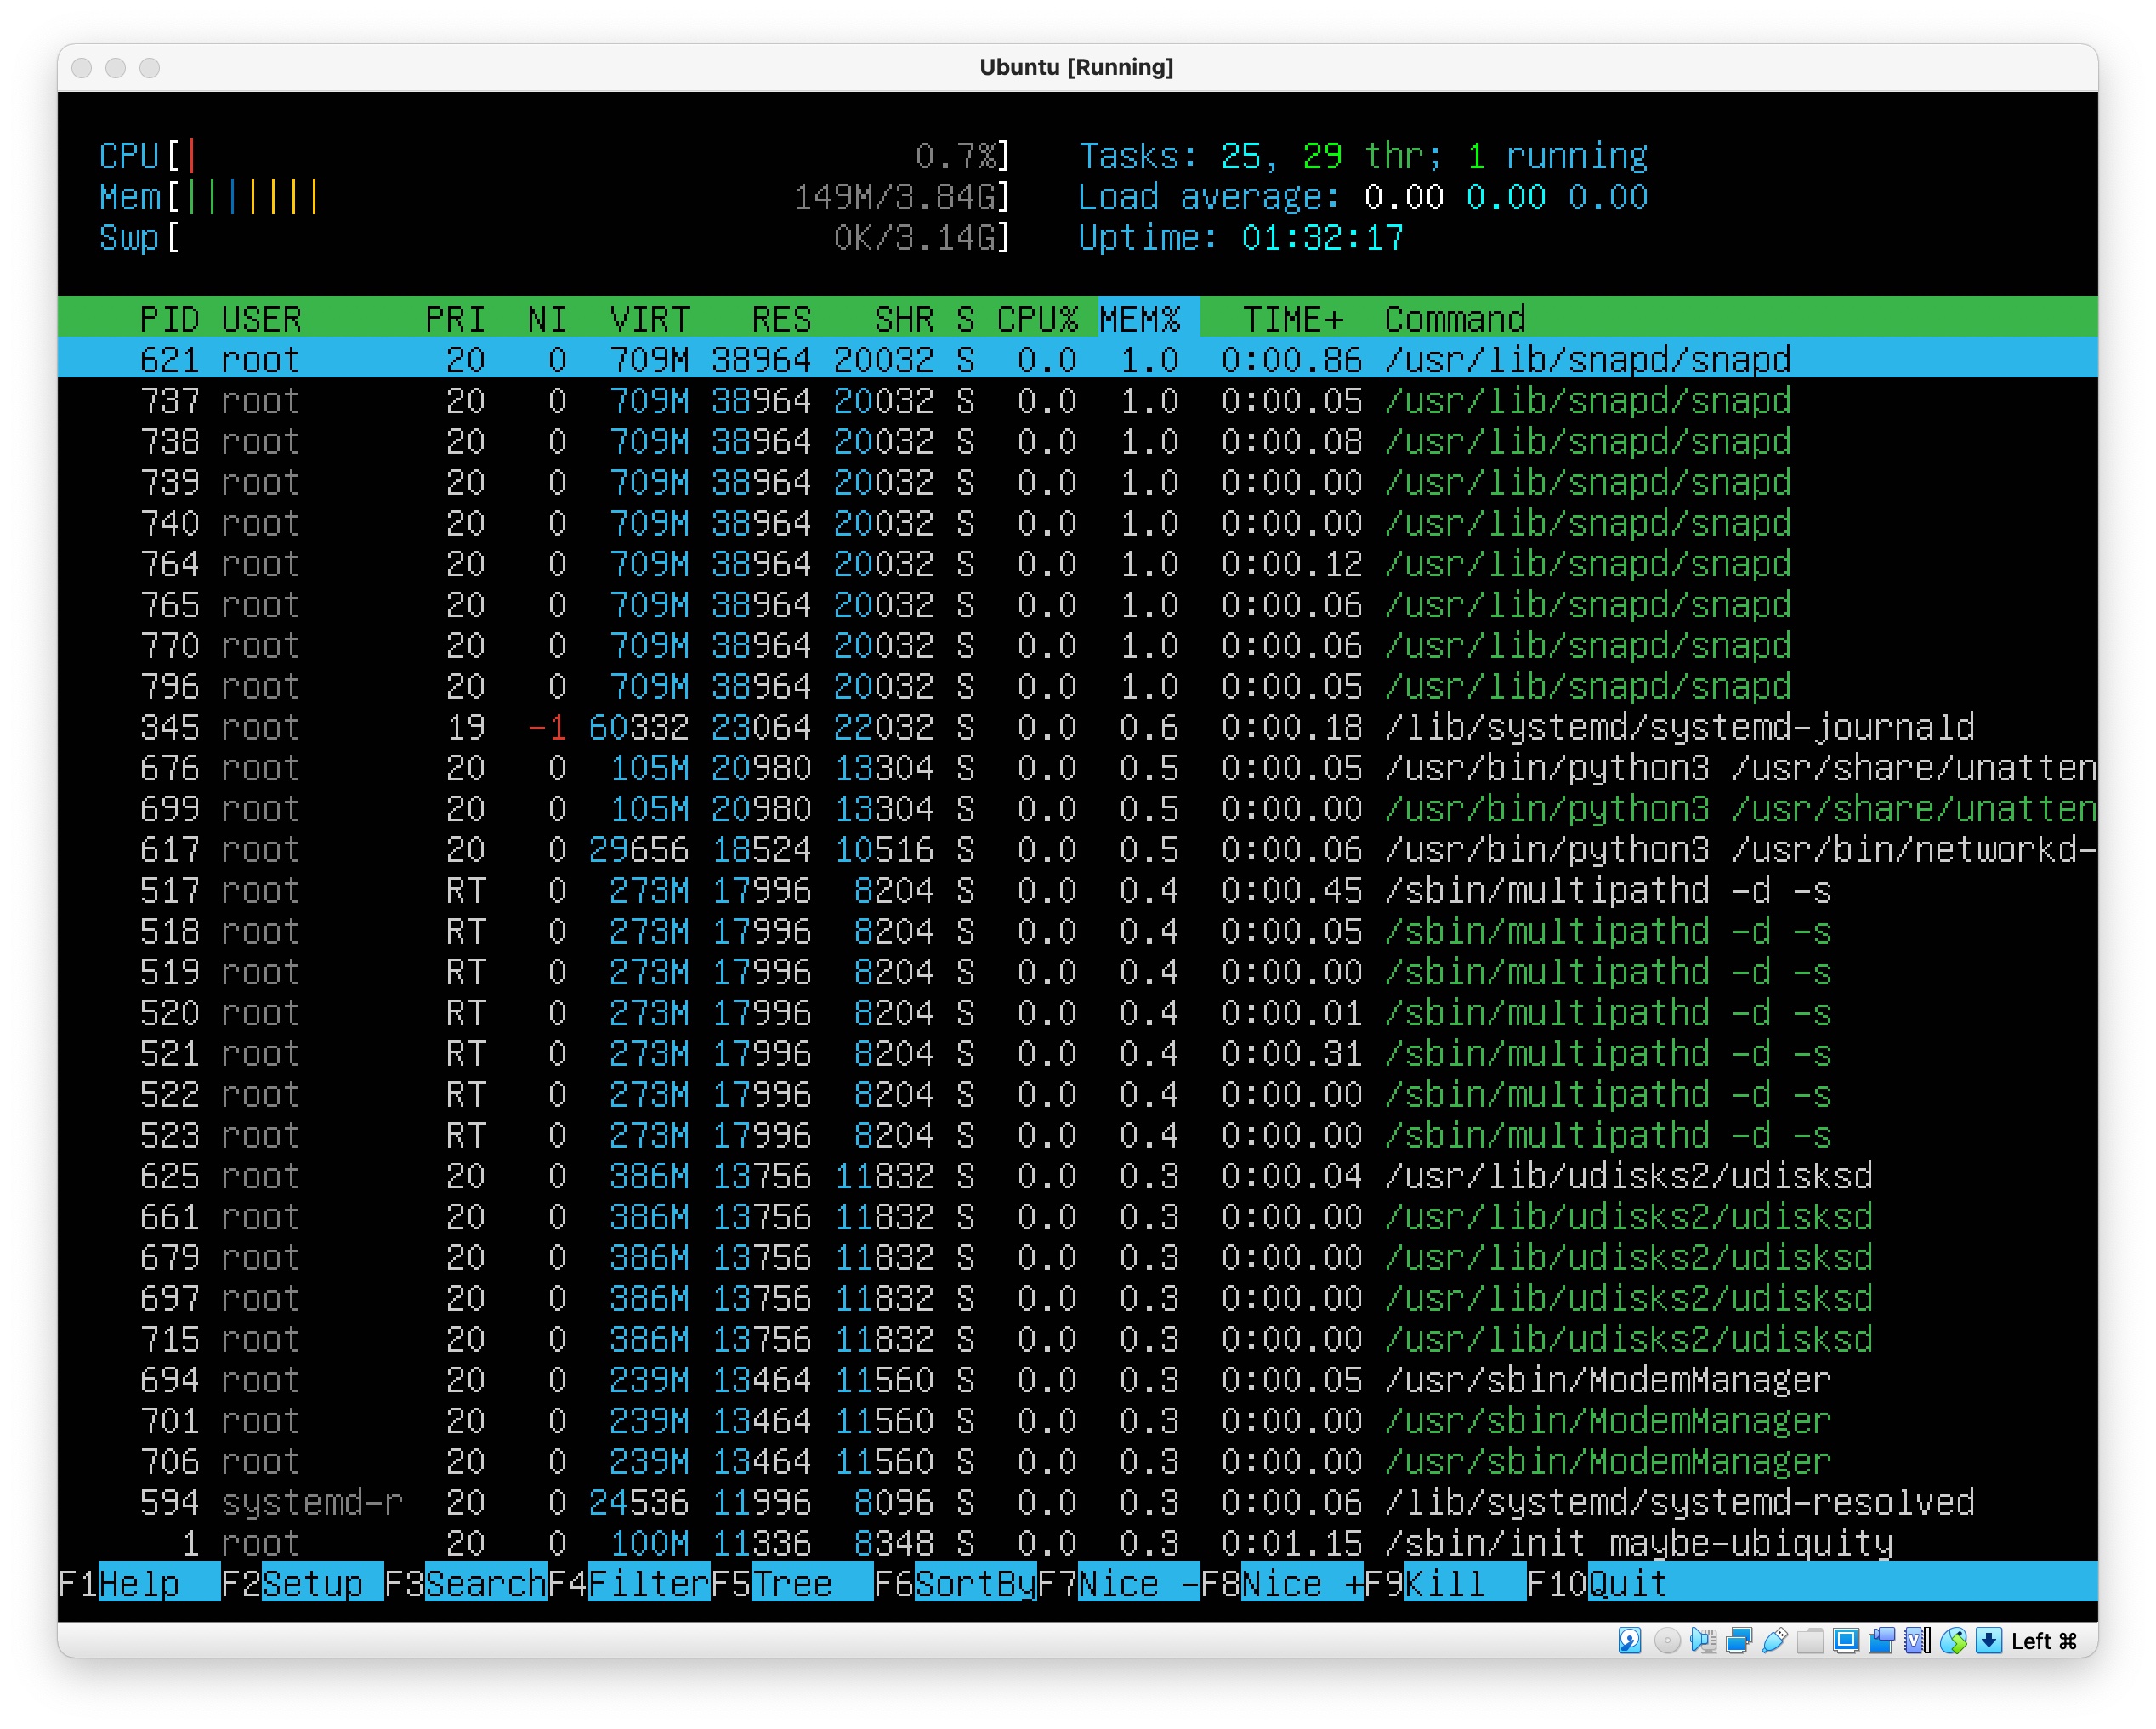 Ubuntu [Running]
CPU[| 0.7%] Tasks: 25, 29 thr; 1 running
Mem[||||||| 149M/3.84G] Load average: 0.00 0.00 0.00
Swp[ 0K/3.14G] Uptime: 01:32:17
PID USER PRI NI VIRT RES SHR S CPU% MEM% TIME+ Command
621 root 20 0 709M 38964 20032 S 0.0 1.0 0:00.86 /usr/lib/snapd/snapd
737 root 20 0 709M 38964 20032 S 0.0 1.0 0:00.05 /usr/lib/snapd/snapd
738 root 20 0 709M 38964 20032 S 0.0 1.0 0:00.08 /usr/lib/snapd/snapd
739 root 20 0 709M 38964 20032 S 0.0 1.0 0:00.00 /usr/lib/snapd/snapd
740 root 20 0 709M 38964 20032 S 0.0 1.0 0:00.00 /usr/lib/snapd/snapd
764 root 20 0 709M 38964 20032 S 0.0 1.0 0:00.12 /usr/lib/snapd/snapd
765 root 20 0 709M 38964 20032 S 0.0 1.0 0:00.06 /usr/lib/snapd/snapd
770 root 20 0 709M 38964 20032 S 0.0 1.0 0:00.06 /usr/lib/snapd/snapd
796 root 20 0 709M 38964 20032 S 0.0 1.0 0:00.05 /usr/lib/snapd/snapd
345 root 19 -1 60332 23064 22032 S 0.0 0.6 0:00.18 /lib/systemd/systemd-journald
676 root 20 0 105M 20980 13304 S 0.0 0.5 0:00.05 /usr/bin/python3 /usr/share/unatten
699 root 20 0 105M 20980 13304 S 0.0 0.5 0:00.00 /usr/bin/python3 /usr/share/unatten
617 root 20 0 29656 18524 10516 S 0.0 0.5 0:00.06 /usr/bin/python3 /usr/bin/networkd-
517 root RT 0 273M 17996 8204 S 0.0 0.4 0:00.45 /sbin/multipathd -d -s
518 root RT 0 273M 17996 8204 S 0.0 0.4 0:00.05 /sbin/multipathd -d -s
519 root RT 0 273M 17996 8204 S 0.0 0.4 0:00.00 /sbin/multipathd -d -s
520 root RT 0 273M 17996 8204 S 0.0 0.4 0:00.01 /sbin/multipathd -d -s
521 root RT 0 273M 17996 8204 S 0.0 0.4 0:00.31 /sbin/multipathd -d -s
522 root RT 0 273M 17996 8204 S 0.0 0.4 0:00.00 /sbin/multipathd -d -s
523 root RT 0 273M 17996 8204 S 0.0 0.4 0:00.00 /sbin/multipathd -d -s
625 root 20 0 386M 13756 11832 S 0.0 0.3 0:00.04 /usr/lib/udisks2/udisksd
661 root 20 0 386M 13756 11832 S 0.0 0.3 0:00.00 /usr/lib/udisks2/udisksd
679 root 20 0 386M 13756 11832 S 0.0 0.3 0:00.00 /usr/lib/udisks2/udisksd
697 root 20 0 386M 13756 11832 S 0.0 0.3 0:00.00 /usr/lib/udisks2/udisksd
715 root 20 0 386M 13756 11832 S 0.0 0.3 0:00.00 /usr/lib/udisks2/udisksd
694 root 20 0 239M 13464 11560 S 0.0 0.3 0:00.05 /usr/sbin/ModemManager
701 root 20 0 239M 13464 11560 S 0.0 0.3 0:00.00 /usr/sbin/ModemManager
706 root 20 0 239M 13464 11560 S 0.0 0.3 0:00.00 /usr/sbin/ModemManager
594 systemd-r 20 0 24536 11996 8096 S 0.0 0.3 0:00.06 /lib/systemd/systemd-resolved
1 root 20 0 100M 11336 8348 S 0.0 0.3 0:01.15 /sbin/init maybe-ubiquity
F1Help F2Setup F3SearchF4FilterF5Tree F6SortByF7Nice -F8Nice +F9Kill F10Quit
Left ⌘